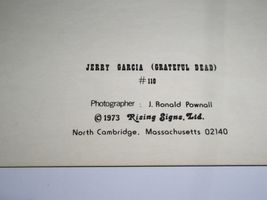 JERRY GARCIA (GRATEFUL DEAD)
# 110
Photographer : J. Ronald Pownall
© 1973 Rising Signs, Ltd.
North Cambridge, Massachusetts 02140